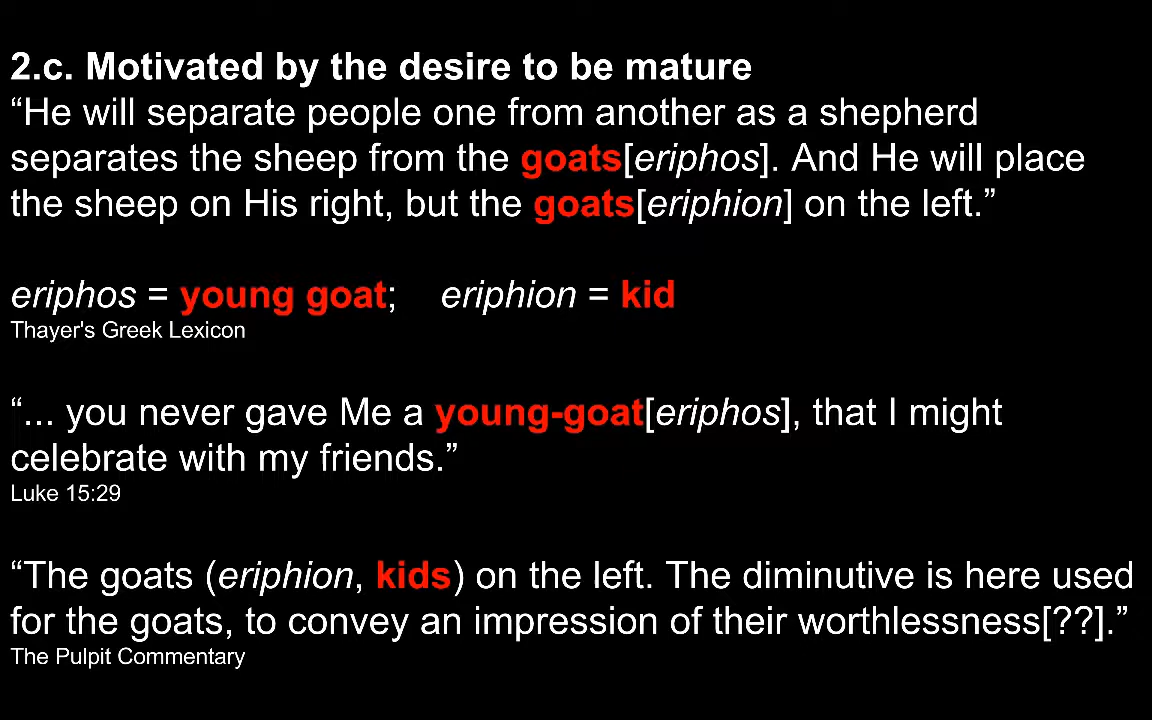 2.c. Motivated by the desire to be mature
“He will separate people one from another as a shepherd
separates the sheep from the goats[eriphos]. And He will place
the sheep on His right, but the goats[eriphion] on the left.”
eriphos = young goat; eriphion = kid
Thayer's Greek Lexicon
“... you never gave Me a young-goat[eriphos], that I might
celebrate with my friends.”
Luke 15:29
“The goats (eriphion, kids) on the left. The diminutive is here used
for the goats, to convey an impression of their worthlessness[??].”
The Pulpit Commentary